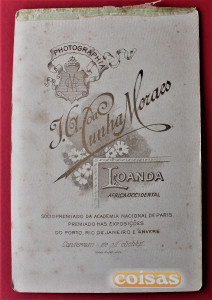 PHOTOGRAPHIA
Cunha Moraes
LOANDA
AFRICA OCCIDENTAL
SOCIO PREMIADO DA ACADEMIA NACIONAL DE PARIS
PREMIADO NAS EXPOSIÇÕES
DO PORTO, RIO DE JANEIRO E ANVERS
coisas